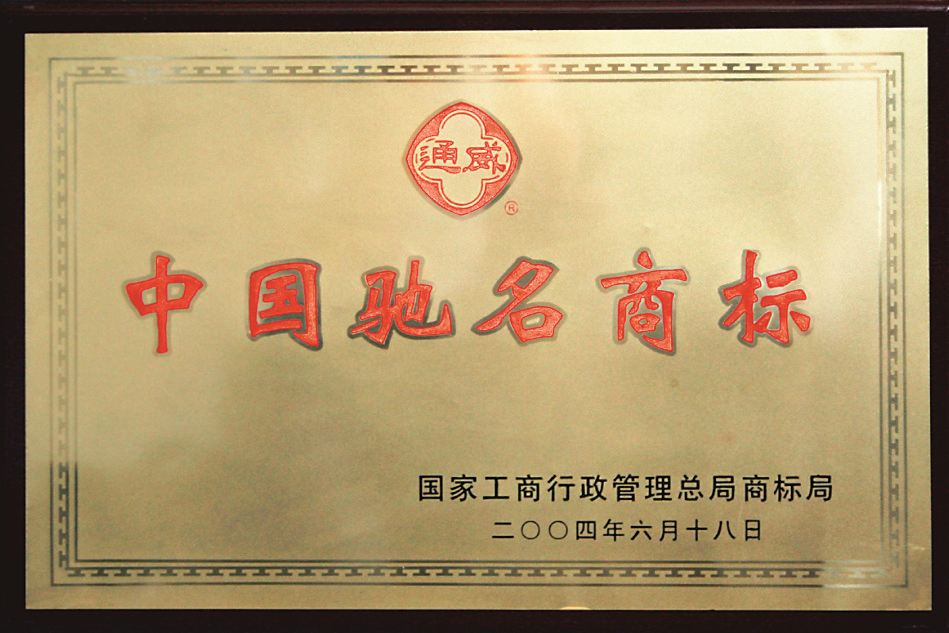 通威
®
中国驰名商标
国家工商行政管理总局商标局
二〇〇四年六月十八日